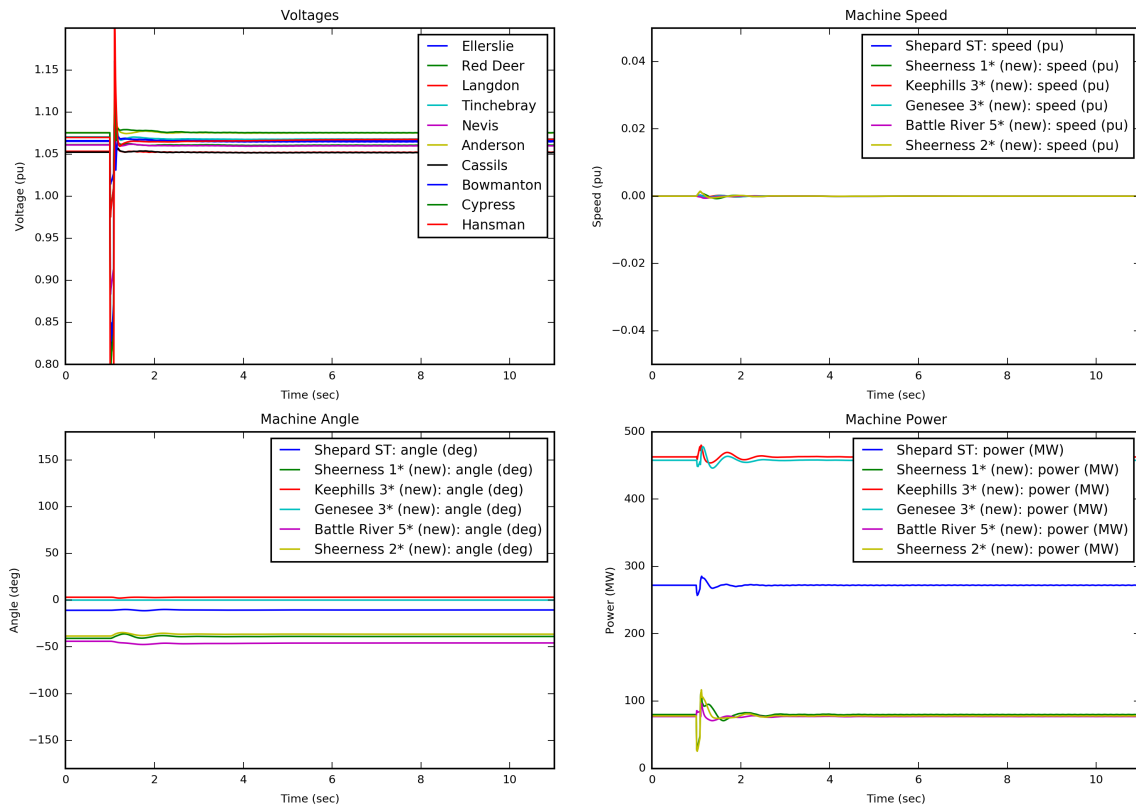 Voltages
Voltage (pu)
1.15
1.10
1.05
1.00
0.95
0.90
0.85
0.80
0 2 4 6 8 10
Time (sec)
Ellerslie
Red Deer
Langdon
Tinchebray
Nevis
Anderson
Cassils
Bowmanton
Cypress
Hansman
Machine Speed
Speed (pu)
0.04
0.02
0.00
−0.02
−0.04
0 2 4 6 8 10
Time (sec)
Shepard ST: speed (pu)
Sheerness 1* (new): speed (pu)
Keephills 3* (new): speed (pu)
Genesee 3* (new): speed (pu)
Battle River 5* (new): speed (pu)
Sheerness 2* (new): speed (pu)
Machine Angle
Angle (deg)
150
100
50
0
−50
−100
−150
0 2 4 6 8 10
Time (sec)
Shepard ST: angle (deg)
Sheerness 1* (new): angle (deg)
Keephills 3* (new): angle (deg)
Genesee 3* (new): angle (deg)
Battle River 5* (new): angle (deg)
Sheerness 2* (new): angle (deg)
Machine Power
Power (MW)
500
400
300
200
100
0
0 2 4 6 8 10
Time (sec)
Shepard ST: power (MW)
Sheerness 1* (new): power (MW)
Keephills 3* (new): power (MW)
Genesee 3* (new): power (MW)
Battle River 5* (new): power (MW)
Sheerness 2* (new): power (MW)